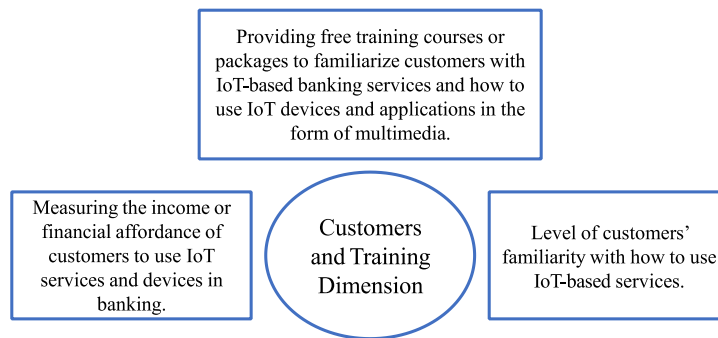 Providing free training courses or
packages to familiarize customers with
IoT-based banking services and how to
use IoT devices and applications in the
form of multimedia.
Measuring the income or
financial affordance of
customers to use IoT
services and devices in
banking.
Customers
and Training
Dimension
Level of customers’
familiarity with how to use
IoT-based services.